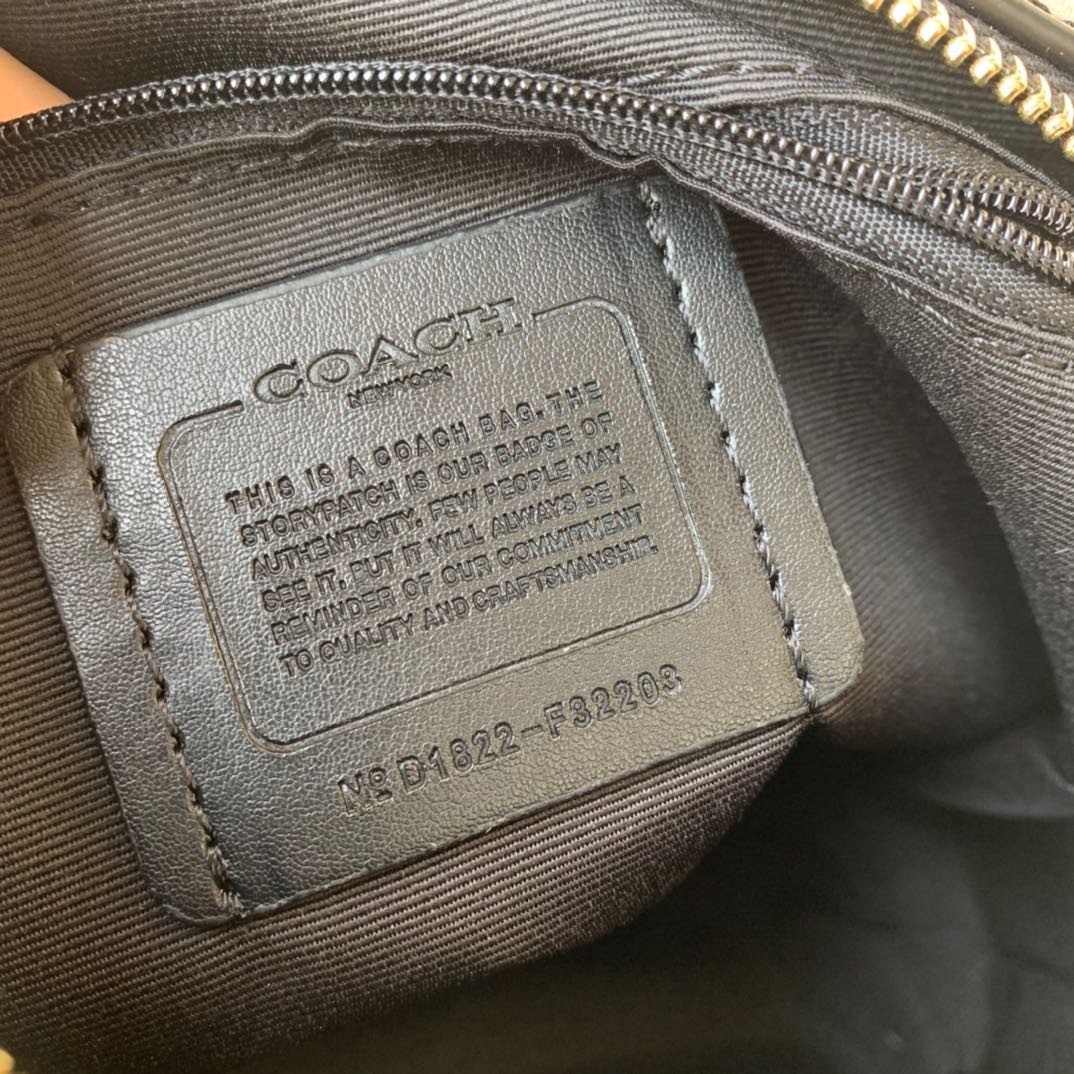 COACH
NEW YORK
THIS IS A COACH BAG. THE
STORYPATCH IS OUR BADGE OF
AUTHENTICITY. FEW PEOPLE MAY
SEE IT. PUT IT WILL ALWAYS BE A
REMINDER OF OUR COMMITMENT
TO QUALITY AND CRAFTSMANSHIP.
No D1822-F32203